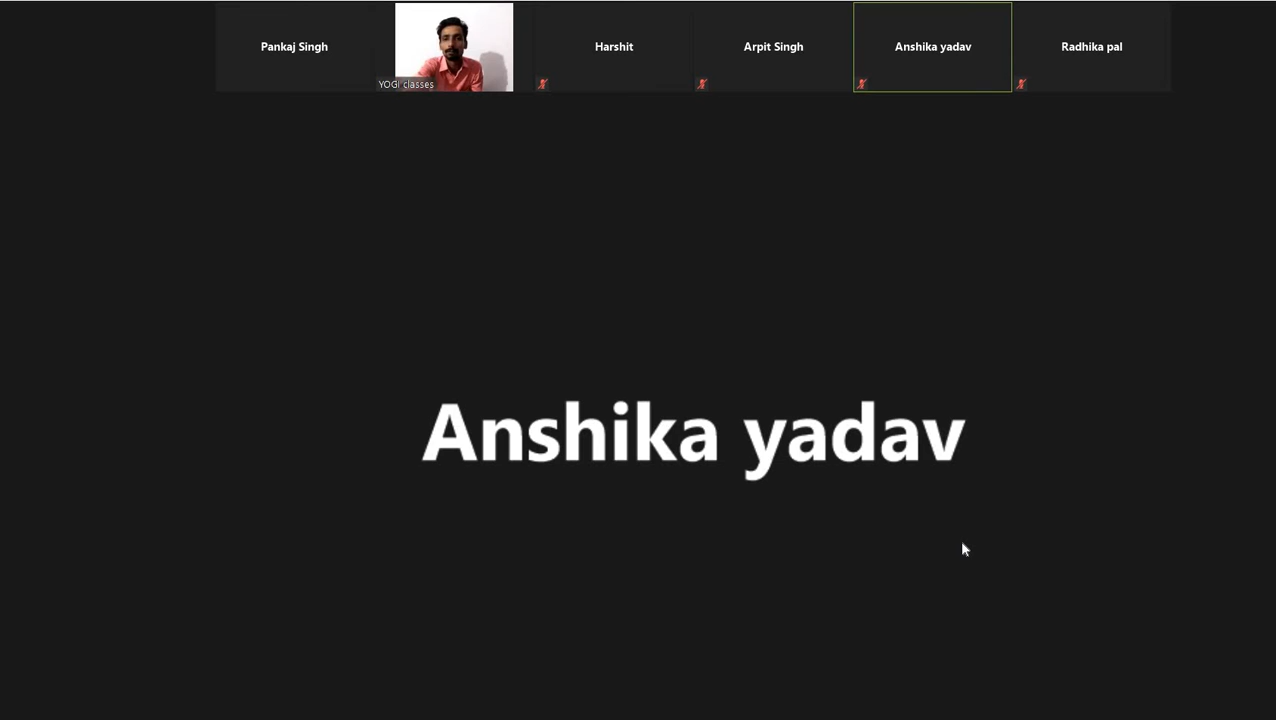 Pankaj Singh
YOGI classes
Harshit
Arpit Singh
Anshika yadav
Radhika pal
Anshika yadav